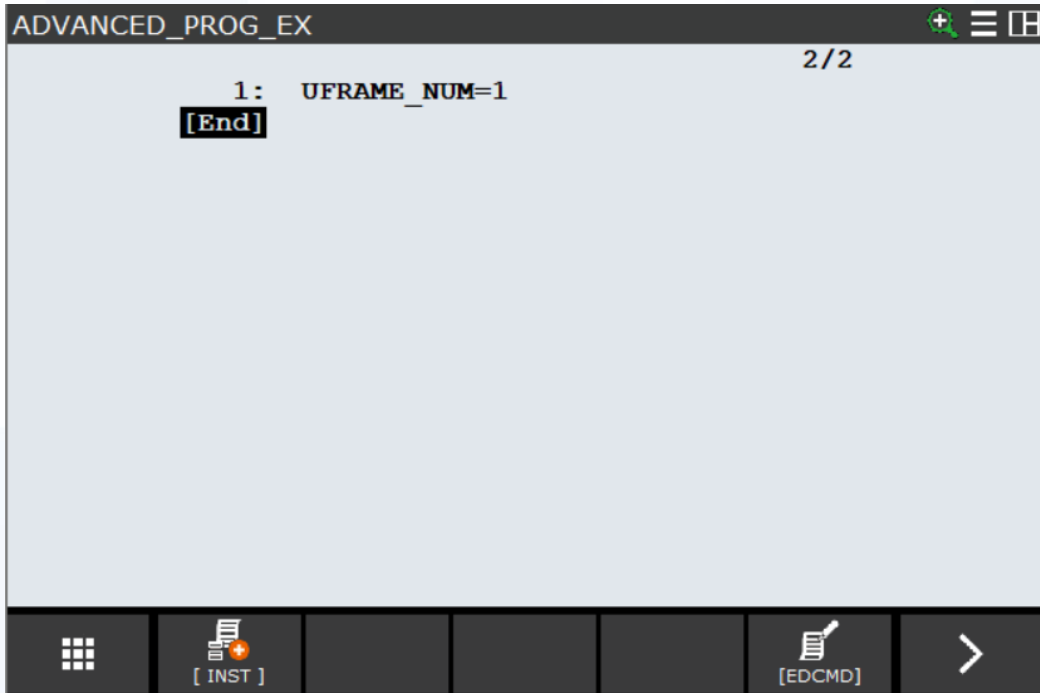 ADVANCED_PROG_EX
2/2
1: UFRAME_NUM=1
[End]
[ INST ] [EDCMD]